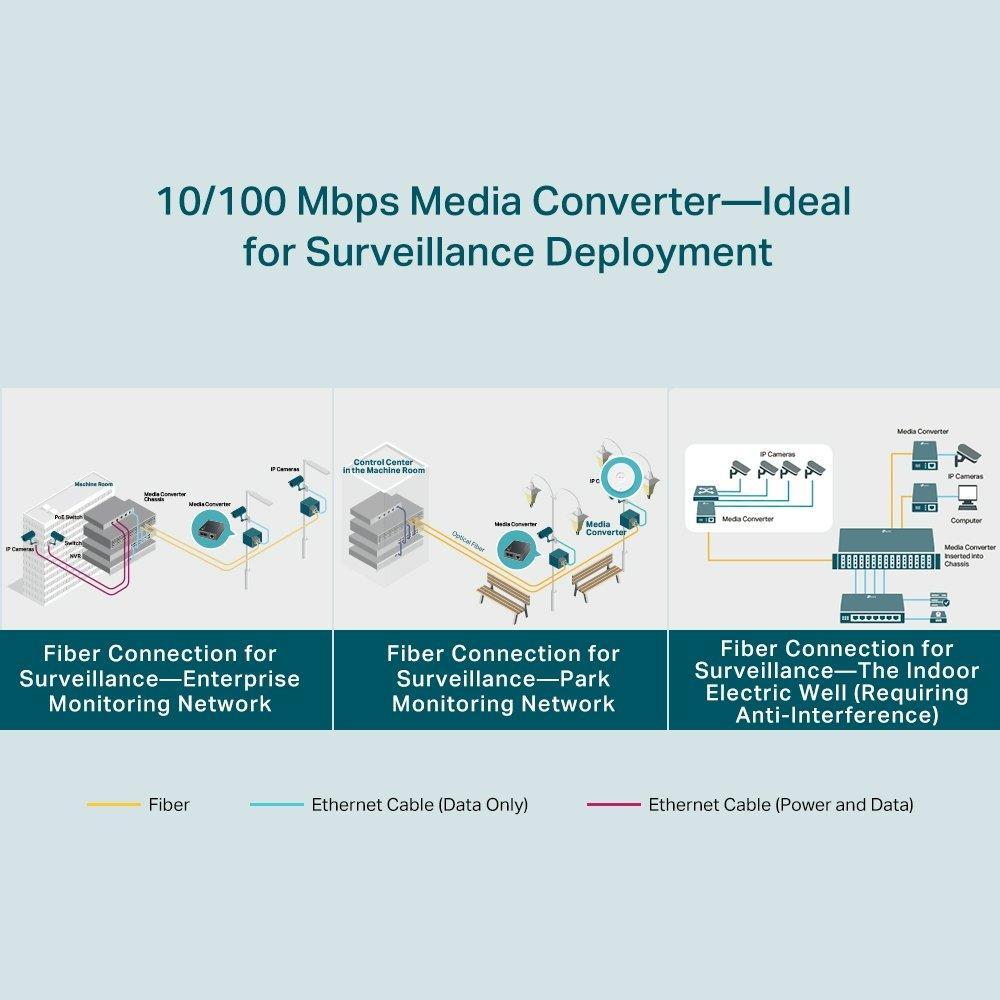 10/100 Mbps Media Converter—Ideal
for Surveillance Deployment
Machine Room
PoE Switch
Switch
NVR
IP Cameras
Media Converter
Chassis
Media Converter
IP Cameras
Control Center
in the Machine Room
Optical Fiber
Media Converter
IP C
Media
Converter
IP Cameras
Media Converter
Media Converter
IP Cameras
Computer
Media Converter
Inserted into
Chassis
Fiber Connection for
Surveillance—Enterprise
Monitoring Network
Fiber Connection for
Surveillance—Park
Monitoring Network
Fiber Connection for
Surveillance—The Indoor
Electric Well (Requiring
Anti-Interference)
Fiber
Ethernet Cable (Data Only)
Ethernet Cable (Power and Data)